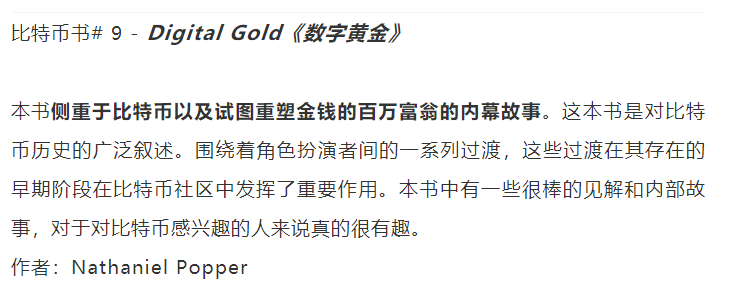 比特币书# 9 - Digital Gold《数字黄金》
本书侧重于比特币以及试图重塑金钱的百万富翁的内幕故事。这本书是对比特
币历史的广泛叙述。围绕着角色扮演者间的一系列过渡，这些过渡在其存在的
早期阶段在比特币社区中发挥了重要作用。本书中有一些很棒的见解和内部故
事，对于对比特币感兴趣的人来说真的很有趣。
作者：Nathaniel Popper